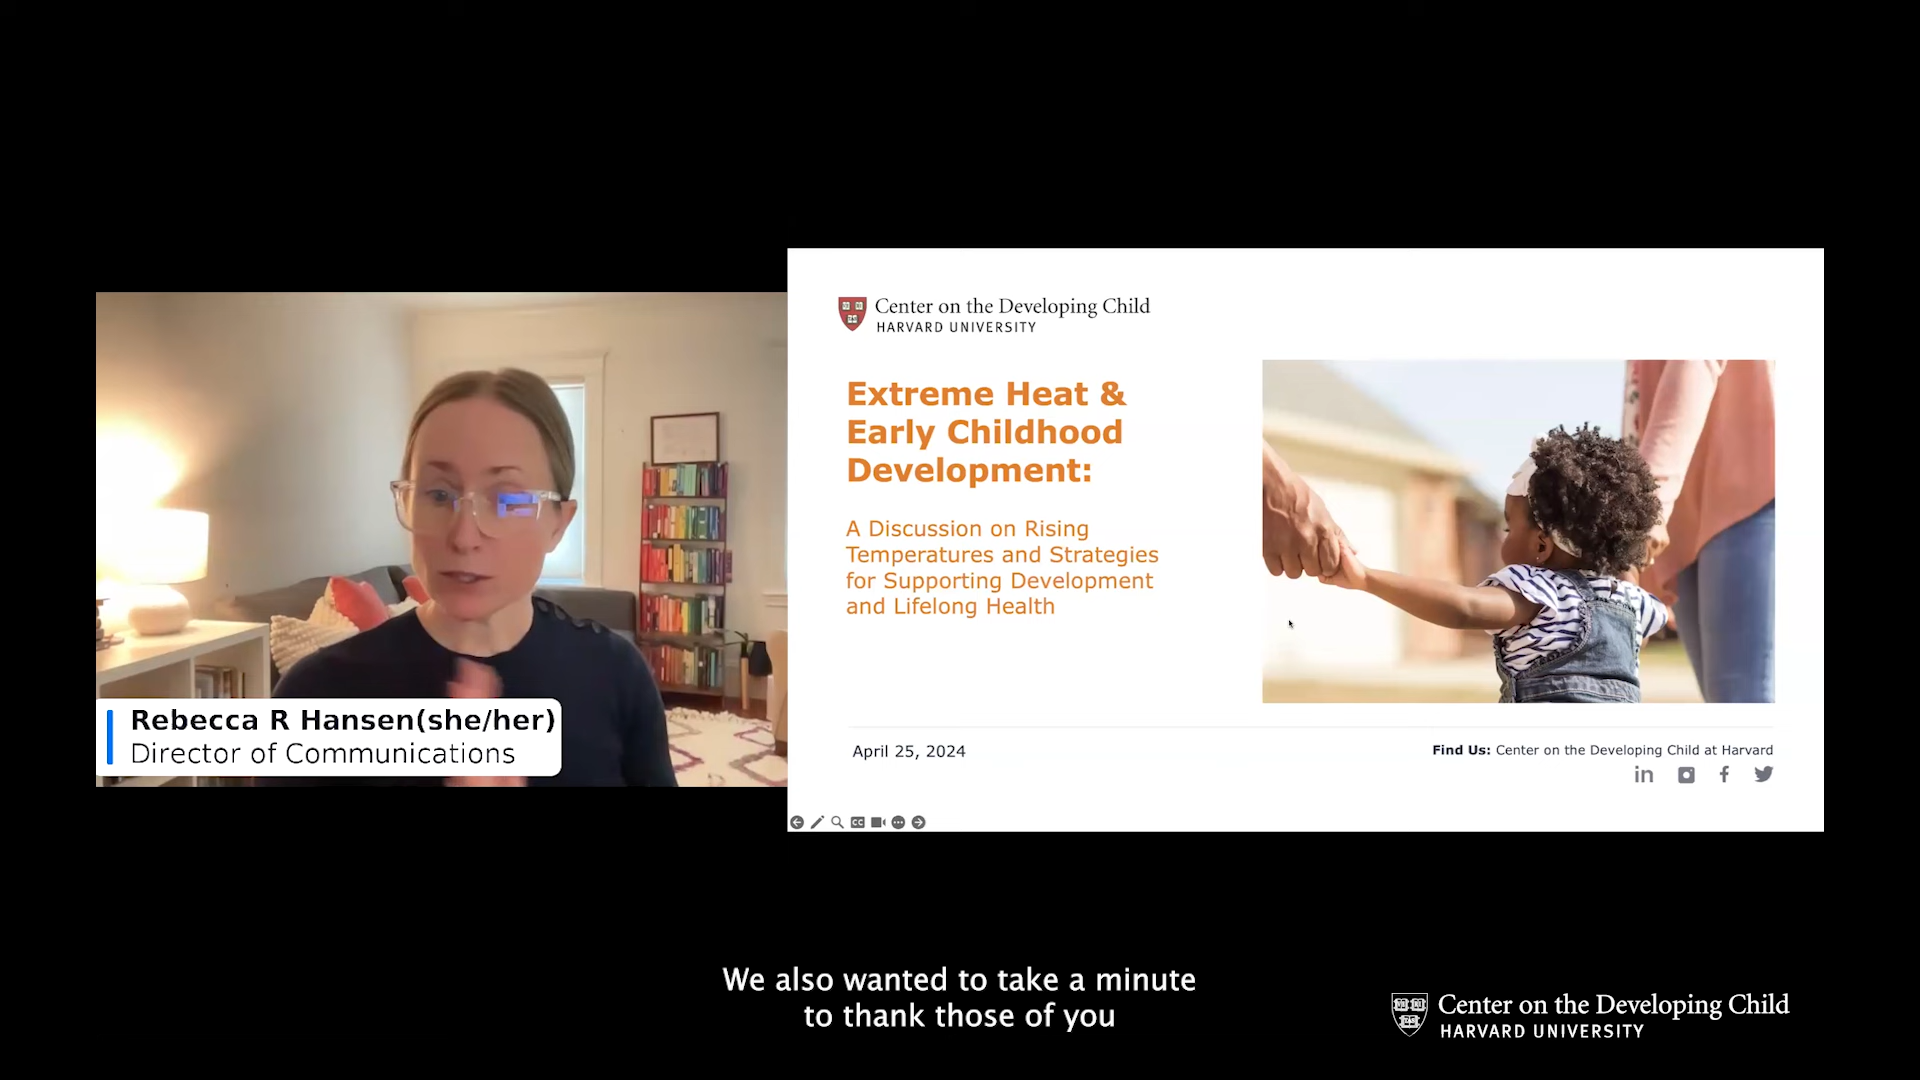 Center on the Developing Child
HARVARD UNIVERSITY
Extreme Heat &
Early Childhood
Development:
A Discussion on Rising
Temperatures and Strategies
for Supporting Development
and Lifelong Health
Rebecca R Hansen(she/her)
Director of Communications
April 25, 2024
Find Us: Center on the Developing Child at Harvard
in
f
CC
We also wanted to take a minute
to thank those of you
Center on the Developing Child
HARVARD UNIVERSITY